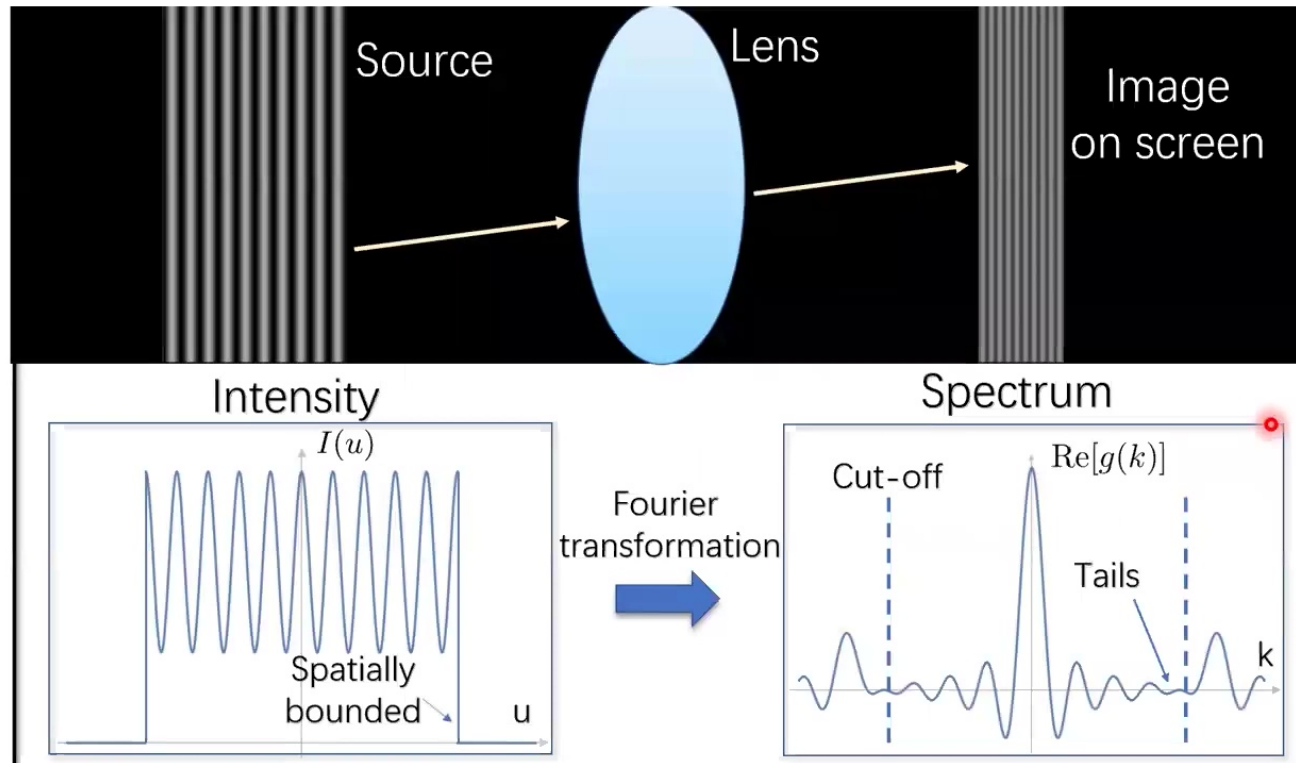 Source
Lens
Image
on screen
Intensity
I(u)
Spatially
bounded
u
Fourier
transformation
Spectrum
Re[g(k)]
Cut-off
Tails
k